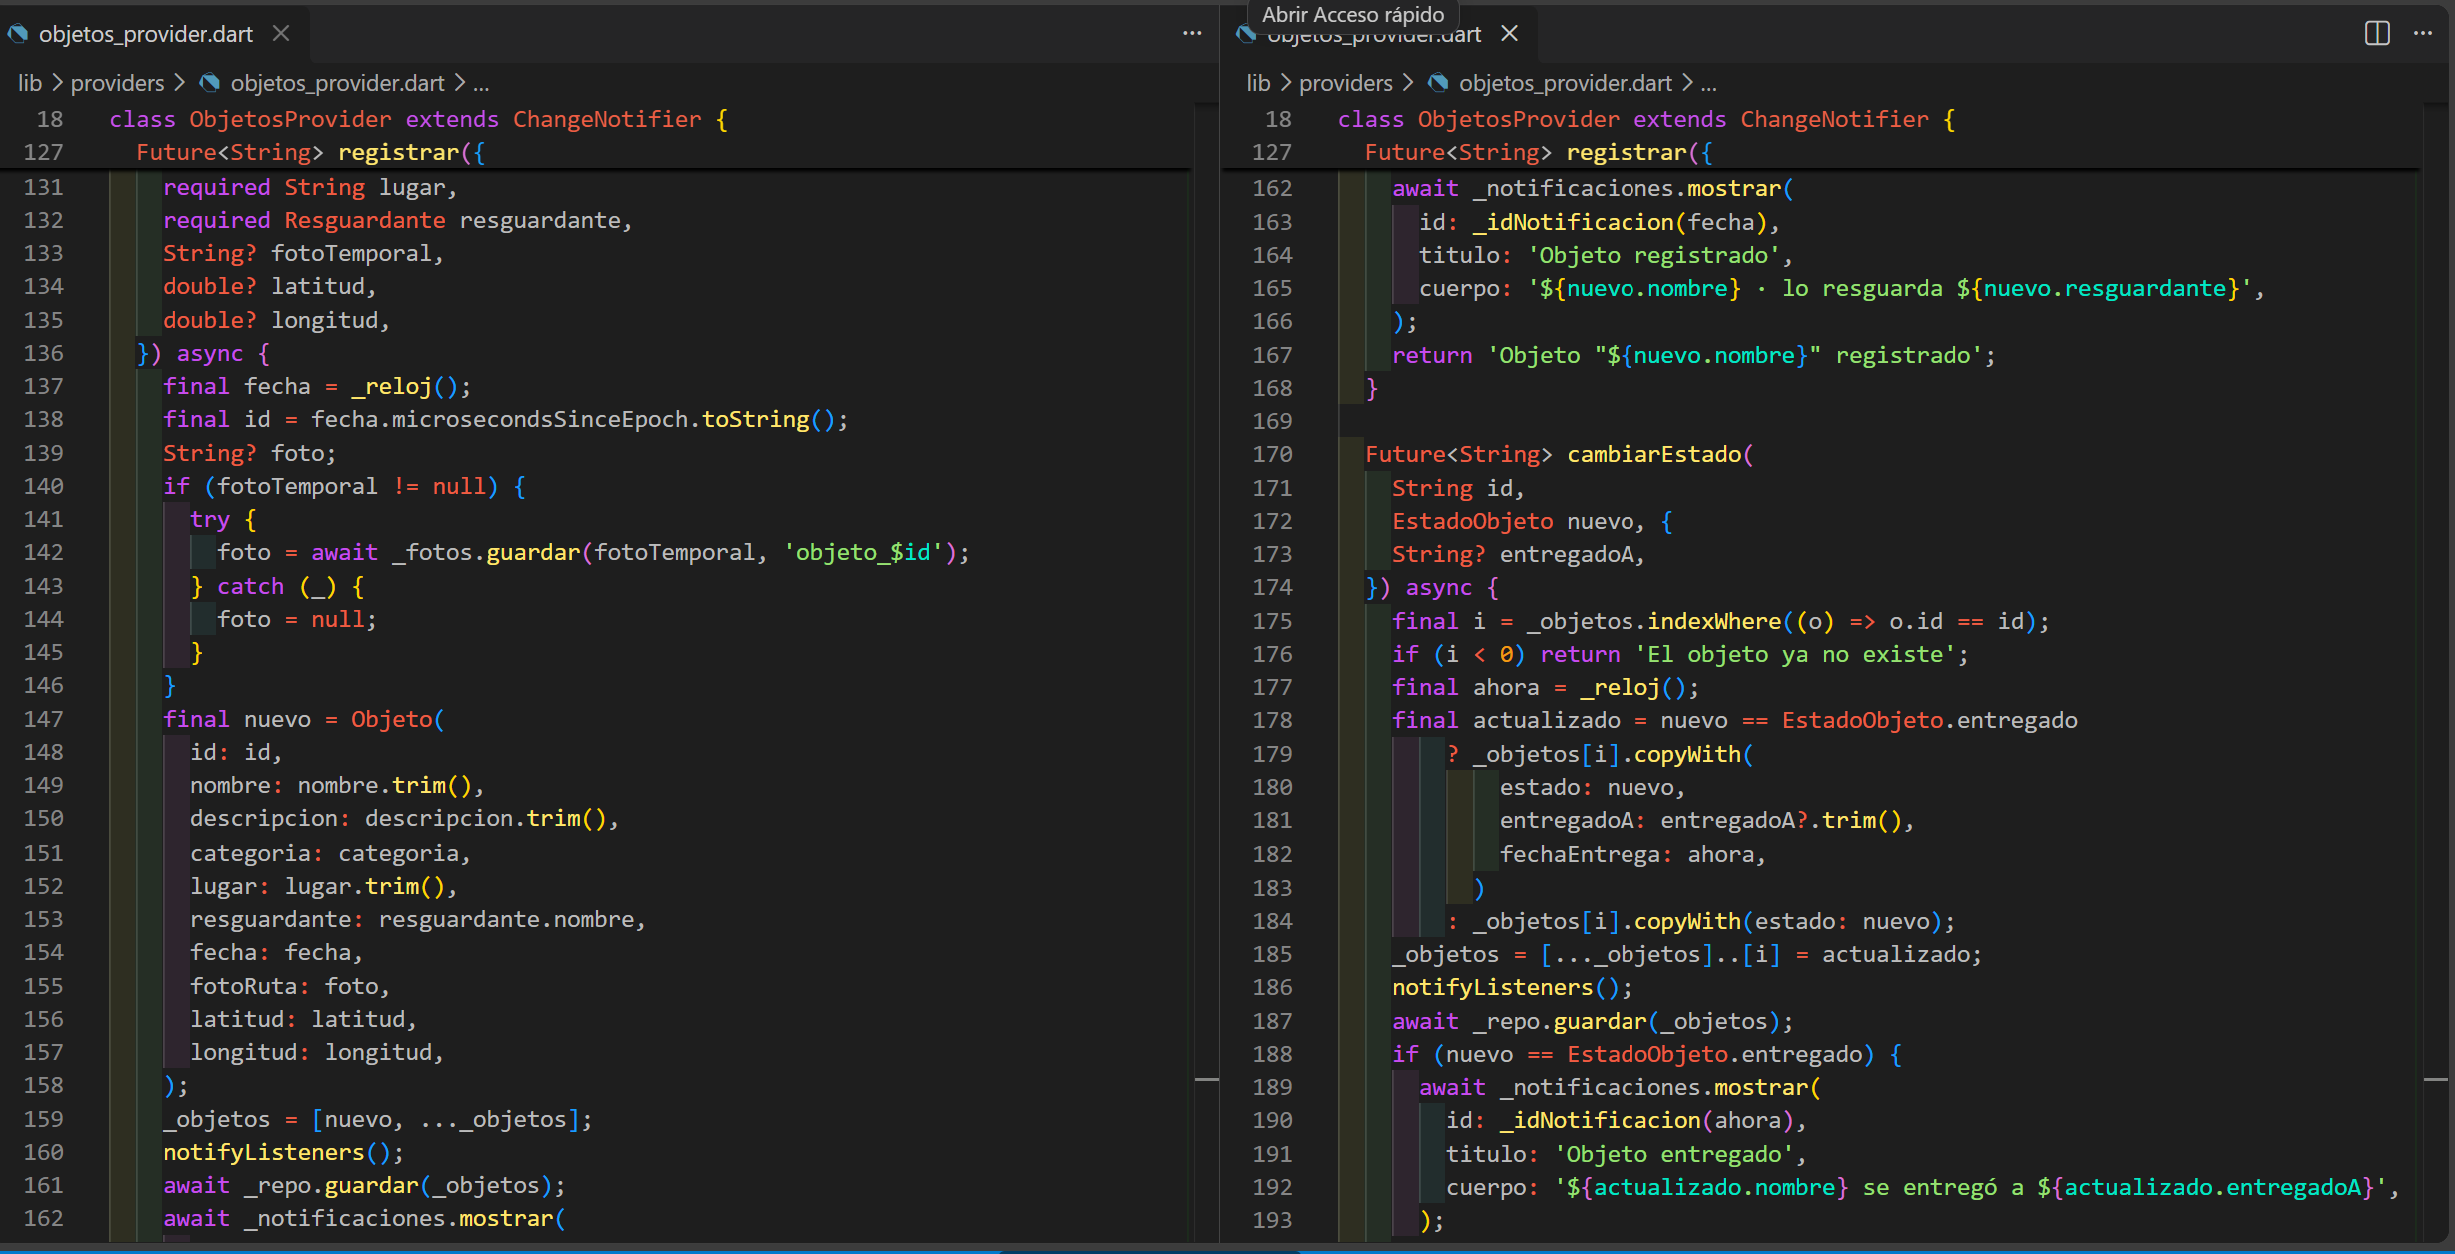 objetos_provider.dart
lib > providers > objetos_provider.dart > ...
18 class ObjetosProvider extends ChangeNotifier {
127 Future<String> registrar({
131 required String lugar,
132 required Resguardante resguardante,
133 String? fotoTemporal,
134 double? latitud,
135 double? longitud,
136 }) async {
137 final fecha = _reloj();
138 final id = fecha.microsecondsSinceEpoch.toString();
139 String? foto;
140 if (fotoTemporal != null) {
141 try {
142 foto = await _fotos.guardar(fotoTemporal, 'objeto_$id');
143 } catch (_) {
144 foto = null;
145 }
146 }
147 final nuevo = Objeto(
148 id: id,
149 nombre: nombre.trim(),
150 descripcion: descripcion.trim(),
151 categoria: categoria,
152 lugar: lugar.trim(),
153 resguardante: resguardante.nombre,
154 fecha: fecha,
155 fotoRuta: foto,
156 latitud: latitud,
157 longitud: longitud,
158 );
159 _objetos = [nuevo, ..._objetos];
160 notifyListeners();
161 await _repo.guardar(_objetos);
162 await _notificaciones.mostrar(
Abrir Acceso rápido
objetos_provider.dart
lib > providers > objetos_provider.dart > ...
18 class ObjetosProvider extends ChangeNotifier {
127 Future<String> registrar({
162 await _notificaciones.mostrar(
163 id: _idNotificacion(fecha),
164 titulo: 'Objeto registrado',
165 cuerpo: '${nuevo.nombre} · lo resguarda ${nuevo.resguardante}',
166 );
167 return 'Objeto "${nuevo.nombre}" registrado';
168 }
169
170 Future<String> cambiarEstado(
171 String id,
172 EstadoObjeto nuevo, {
173 String? entregadoA,
174 }) async {
175 final i = _objetos.indexWhere((o) => o.id == id);
176 if (i < 0) return 'El objeto ya no existe';
177 final ahora = _reloj();
178 final actualizado = nuevo == EstadoObjeto.entregado
179 ? _objetos[i].copyWith(
180 estado: nuevo,
181 entregadoA: entregadoA?.trim(),
182 fechaEntrega: ahora,
183 )
184 : _objetos[i].copyWith(estado: nuevo);
185 _objetos = [..._objetos]..[i] = actualizado;
186 notifyListeners();
187 await _repo.guardar(_objetos);
188 if (nuevo == EstadoObjeto.entregado) {
189 await _notificaciones.mostrar(
190 id: _idNotificacion(ahora),
191 titulo: 'Objeto entregado',
192 cuerpo: '${actualizado.nombre} se entregó a ${actualizado.entregadoA}',
193 );